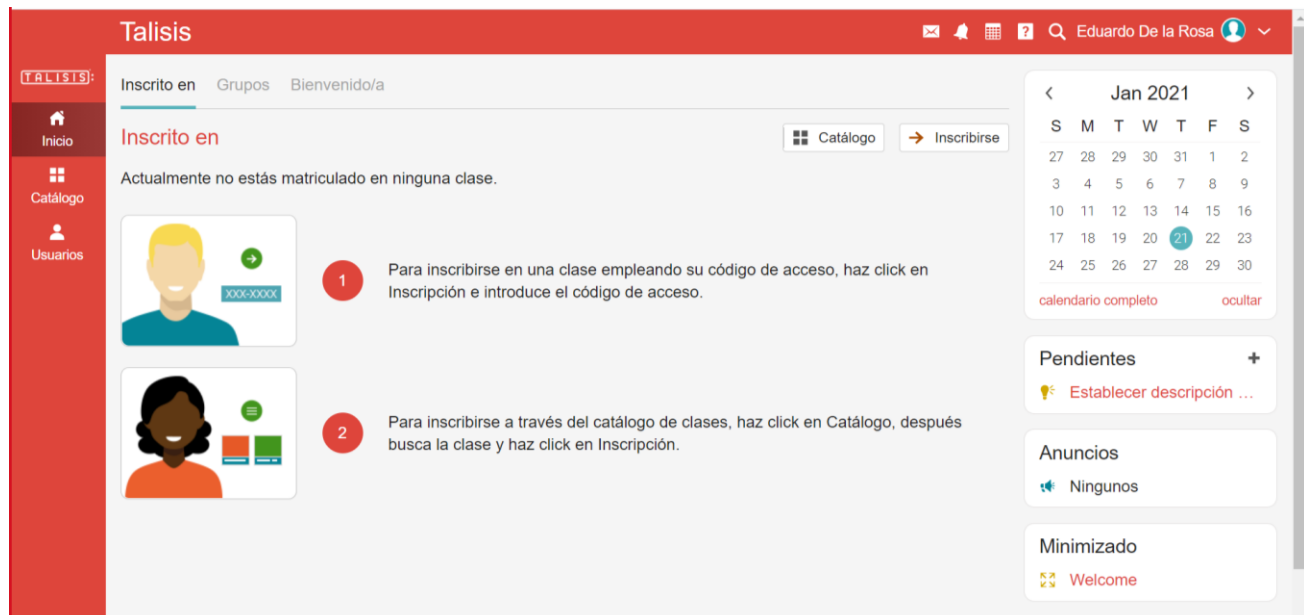 Talisis
?
Eduardo De la Rosa
TALISIS:
Inicio
Catálogo
Usuarios
Inscrito en Grupos Bienvenido/a
Inscrito en
Catálogo
Inscribirse
Actualmente no estás matriculado en ninguna clase.
XXX-XXXX
1
Para inscribirse en una clase empleando su código de acceso, haz click en
Inscripción e introduce el código de acceso.
2
Para inscribirse a través del catálogo de clases, haz click en Catálogo, después
busca la clase y haz click en Inscripción.
< Jan 2021 >
S M T W T F S
27 28 29 30 31 1 2
3 4 5 6 7 8 9
10 11 12 13 14 15 16
17 18 19 20 21 22 23
24 25 26 27 28 29 30
calendario completo ocultar
Pendientes +
Establecer descripción ...
Anuncios
Ningunos
Minimizado
Welcome